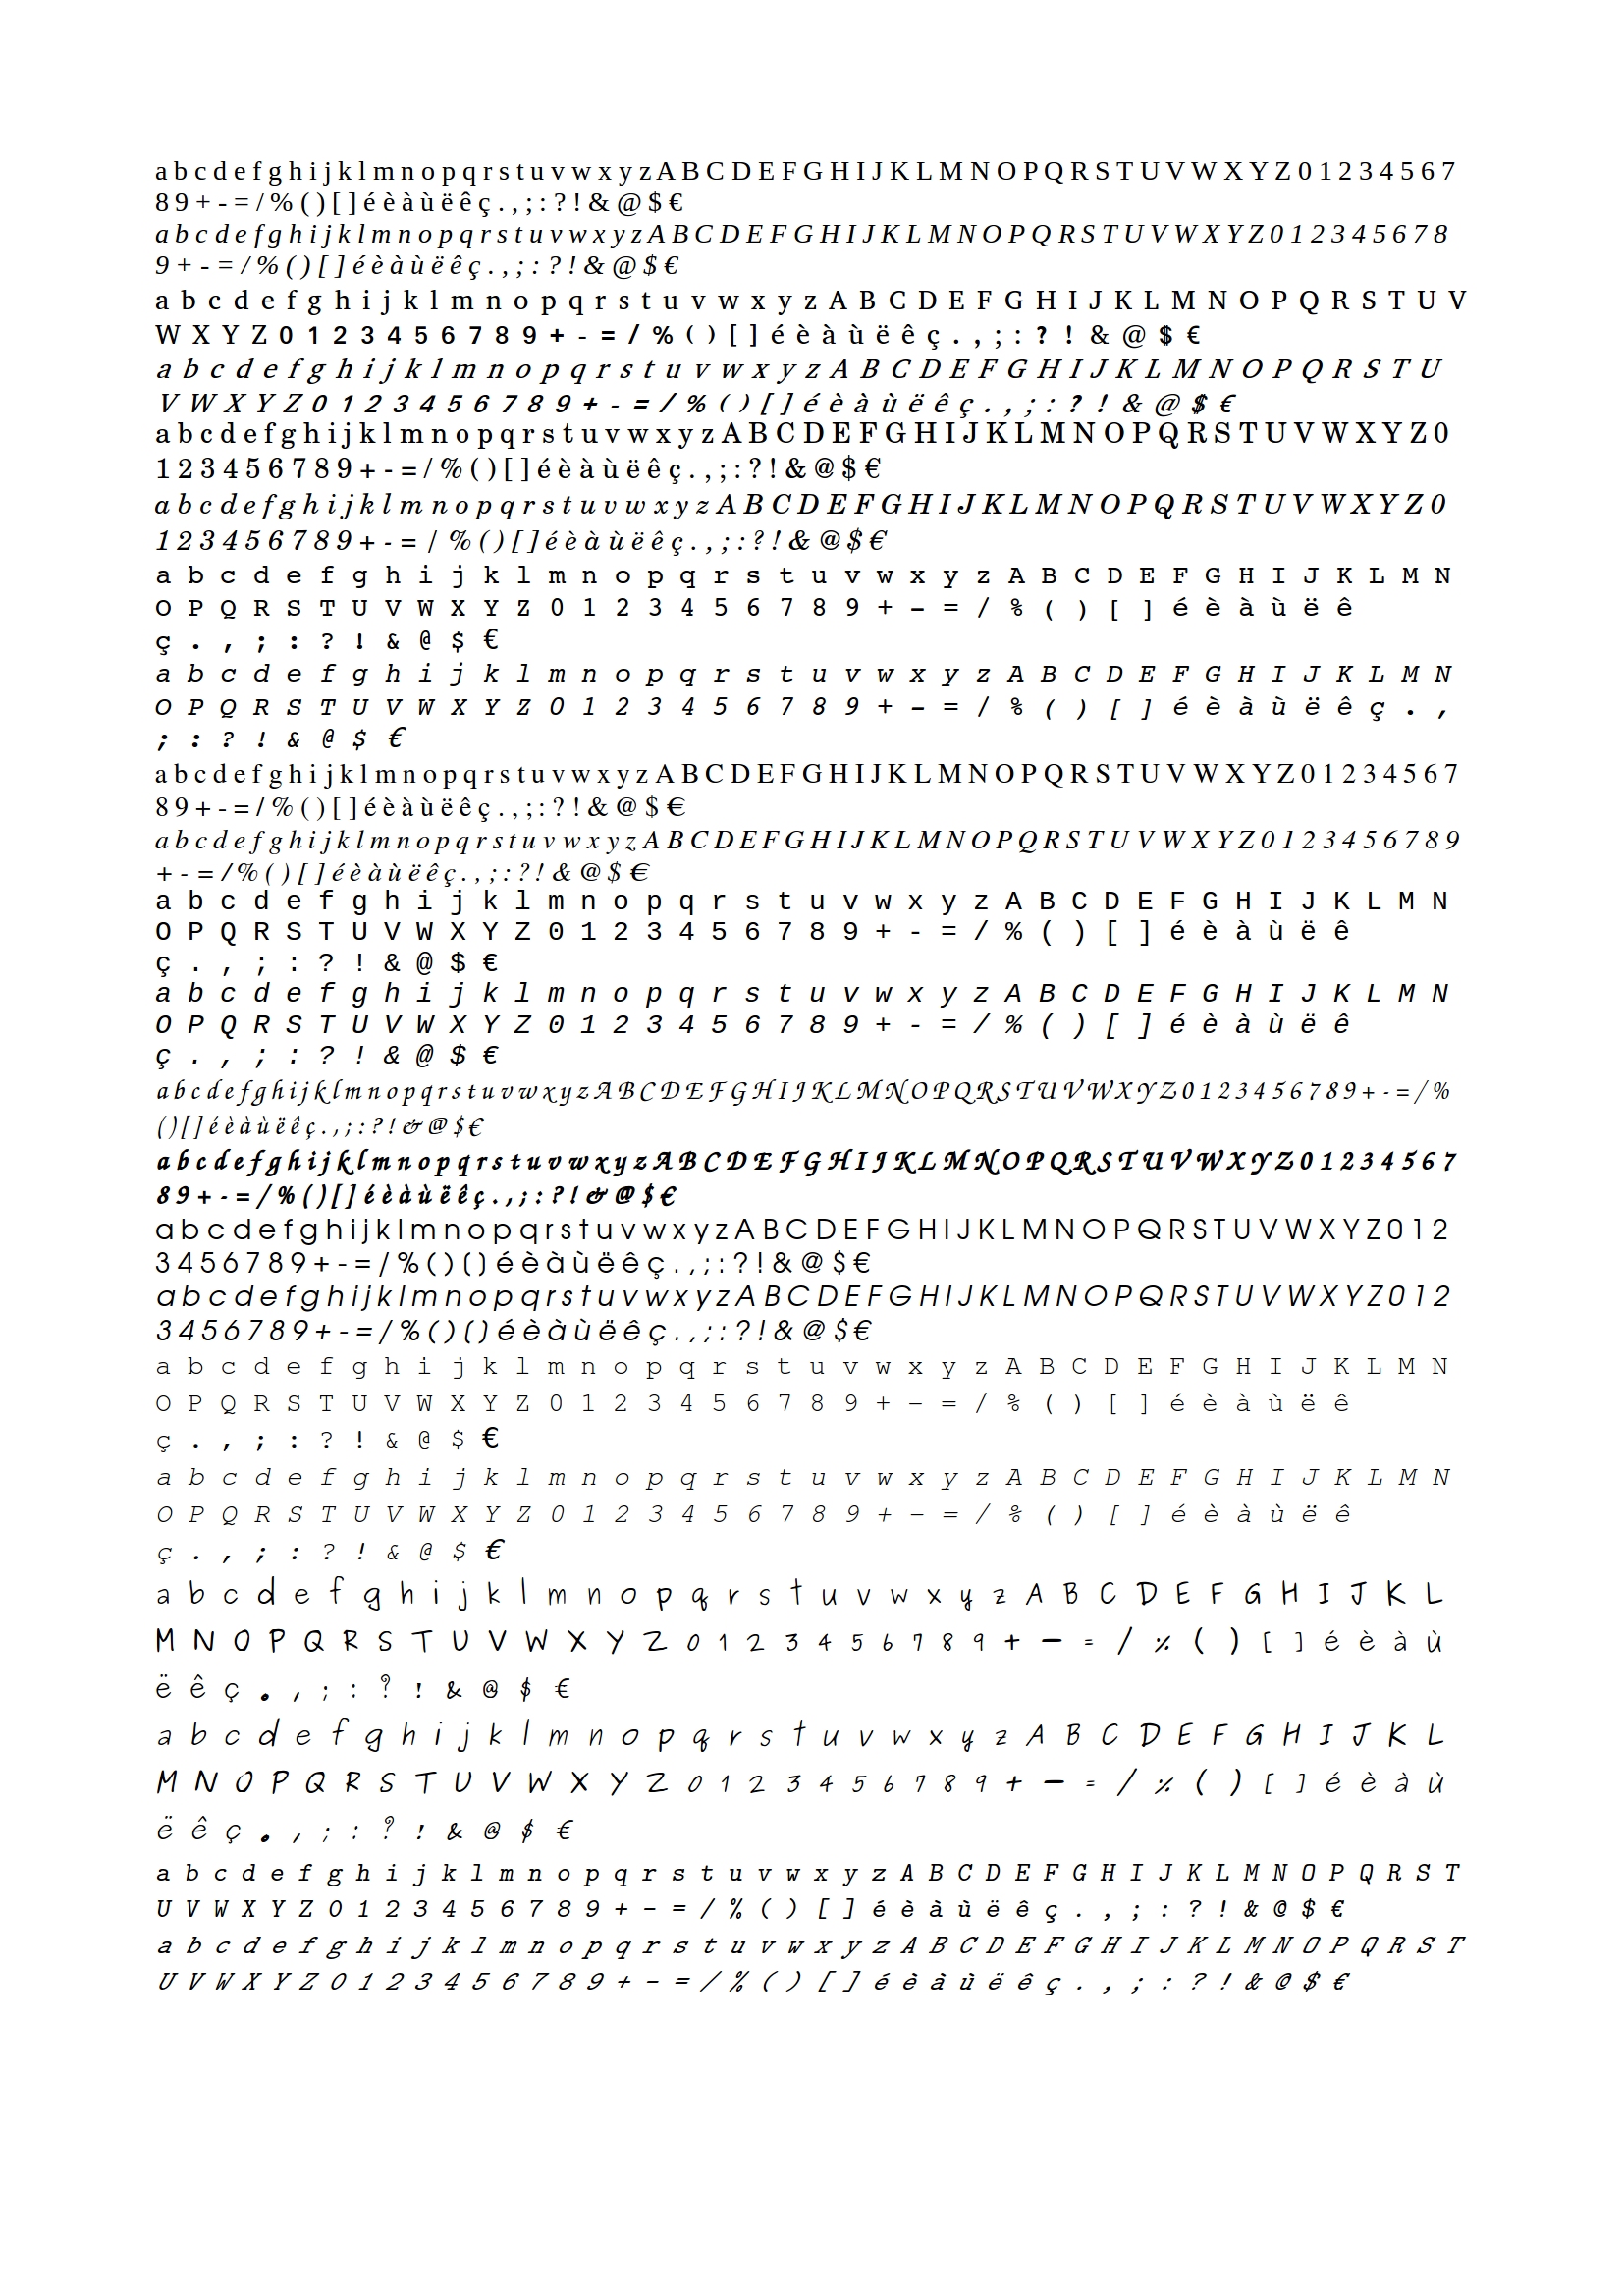 a b c d e f g h i j k l m n o p q r s t u v w x y z A B C D E F G H I J K L M N O P Q R S T U V W X Y Z 0 1 2 3 4 5 6 7
8 9 + - = / % ( ) [ ] é è à ù ë ê ç . , ; : ? ! & @ $ €
a b c d e f g h i j k l m n o p q r s t u v w x y z A B C D E F G H I J K L M N O P Q R S T U V W X Y Z 0 1 2 3 4 5 6 7 8
9 + - = / % ( ) [ ] é è à ù ë ê ç . , ; : ? ! & @ $ €
a b c d e f g h i j k l m n o p q r s t u v w x y z A B C D E F G H I J K L M N O P Q R S T U V
W X Y Z 0 1 2 3 4 5 6 7 8 9 + - = / % ( ) [ ] é è à ù ë ê ç . , ; : ? ! & @ $ €
a b c d e f g h i j k l m n o p q r s t u v w x y z A B C D E F G H I J K L M N O P Q R S T U
V W X Y Z 0 1 2 3 4 5 6 7 8 9 + - = / % ( ) [ ] é è à ù ë ê ç . , ; : ? ! & @ $ €
a b c d e f g h i j k l m n o p q r s t u v w x y z A B C D E F G H I J K L M N O P Q R S T U V W X Y Z 0
1 2 3 4 5 6 7 8 9 + - = / % ( ) [ ] é è à ù ë ê ç . , ; : ? ! & @ $ €
a b c d e f g h i j k l m n o p q r s t u v w x y z A B C D E F G H I J K L M N O P Q R S T U V W X Y Z 0
1 2 3 4 5 6 7 8 9 + - = / % ( ) [ ] é è à ù ë ê ç . , ; : ? ! & @ $ €
a b c d e f g h i j k l m n o p q r s t u v w x y z A B C D E F G H I J K L M N
O P Q R S T U V W X Y Z 0 1 2 3 4 5 6 7 8 9 + - = / % ( ) [ ] é è à ù ë ê
ç . , ; : ? ! & @ $ €
a b c d e f g h i j k l m n o p q r s t u v w x y z A B C D E F G H I J K L M N
O P Q R S T U V W X Y Z 0 1 2 3 4 5 6 7 8 9 + - = / % ( ) [ ] é è à ù ë ê ç . ,
; : ? ! & @ $ €
a b c d e f g h i j k l m n o p q r s t u v w x y z A B C D E F G H I J K L M N O P Q R S T U V W X Y Z 0 1 2 3 4 5 6 7
8 9 + - = / % ( ) [ ] é è à ù ë ê ç . , ; : ? ! & @ $ €
a b c d e f g h i j k l m n o p q r s t u v w x y z A B C D E F G H I J K L M N O P Q R S T U V W X Y Z 0 1 2 3 4 5 6 7 8 9
+ - = / % ( ) [ ] é è à ù ë ê ç . , ; : ? ! & @ $ €
a b c d e f g h i j k l m n o p q r s t u v w x y z A B C D E F G H I J K L M N
O P Q R S T U V W X Y Z 0 1 2 3 4 5 6 7 8 9 + - = / % ( ) [ ] é è à ù ë ê
ç . , ; : ? ! & @ $ €
a b c d e f g h i j k l m n o p q r s t u v w x y z A B C D E F G H I J K L M N
O P Q R S T U V W X Y Z 0 1 2 3 4 5 6 7 8 9 + - = / % ( ) [ ] é è à ù ë ê
ç . , ; : ? ! & @ $ €
a b c d e f g h i j k l m n o p q r s t u v w x y z A B C D E F G H I J K L M N O P Q R S T U V W X Y Z 0 1 2 3 4 5 6 7 8 9 + - = / %
( ) [ ] é è à ù ë ê ç . , ; : ? ! & @ $ €
a b c d e f g h i j k l m n o p q r s t u v w x y z A B C D E F G H I J K L M N O P Q R S T U V W X Y Z 0 1 2 3 4 5 6 7
8 9 + - = / % ( ) [ ] é è à ù ë ê ç . , ; : ? ! & @ $ €
a b c d e f g h i j k l m n o p q r s t u v w x y z A B C D E F G H I J K L M N O P Q R S T U V W X Y Z 0 1 2
3 4 5 6 7 8 9 + - = / % ( ) [ ] é è à ù ë ê ç . , ; : ? ! & @ $ €
a b c d e f g h i j k l m n o p q r s t u v w x y z A B C D E F G H I J K L M N O P Q R S T U V W X Y Z 0 1 2
3 4 5 6 7 8 9 + - = / % ( ) [ ] é è à ù ë ê ç . , ; : ? ! & @ $ €
a b c d e f g h i j k l m n o p q r s t u v w x y z A B C D E F G H I J K L M N
O P Q R S T U V W X Y Z 0 1 2 3 4 5 6 7 8 9 + - = / % ( ) [ ] é è à ù ë ê
ç . , ; : ? ! & @ $ €
a b c d e f g h i j k l m n o p q r s t u v w x y z A B C D E F G H I J K L M N
O P Q R S T U V W X Y Z 0 1 2 3 4 5 6 7 8 9 + - = / % ( ) [ ] é è à ù ë ê
ç . , ; : ? ! & @ $ €
a b c d e f g h i j k l m n o p q r s t u v w x y z A B C D E F G H I J K L
M N O P Q R S T U V W X Y Z 0 1 2 3 4 5 6 7 8 9 + - = / % ( ) [ ] é è à ù
ë ê ç . , ; : ? ! & @ $ €
a b c d e f g h i j k l m n o p q r s t u v w x y z A B C D E F G H I J K L
M N O P Q R S T U V W X Y Z 0 1 2 3 4 5 6 7 8 9 + - = / % ( ) [ ] é è à ù
ë ê ç . , ; : ? ! & @ $ €
a b c d e f g h i j k l m n o p q r s t u v w x y z A B C D E F G H I J K L M N O P Q R S T
U V W X Y Z 0 1 2 3 4 5 6 7 8 9 + - = / % ( ) [ ] é è à ù ë ê ç . , ; : ? ! & @ $ €
a b c d e f g h i j k l m n o p q r s t u v w x y z A B C D E F G H I J K L M N O P Q R S T
U V W X Y Z 0 1 2 3 4 5 6 7 8 9 + - = / % ( ) [ ] é è à ù ë ê ç . , ; : ? ! & @ $ €